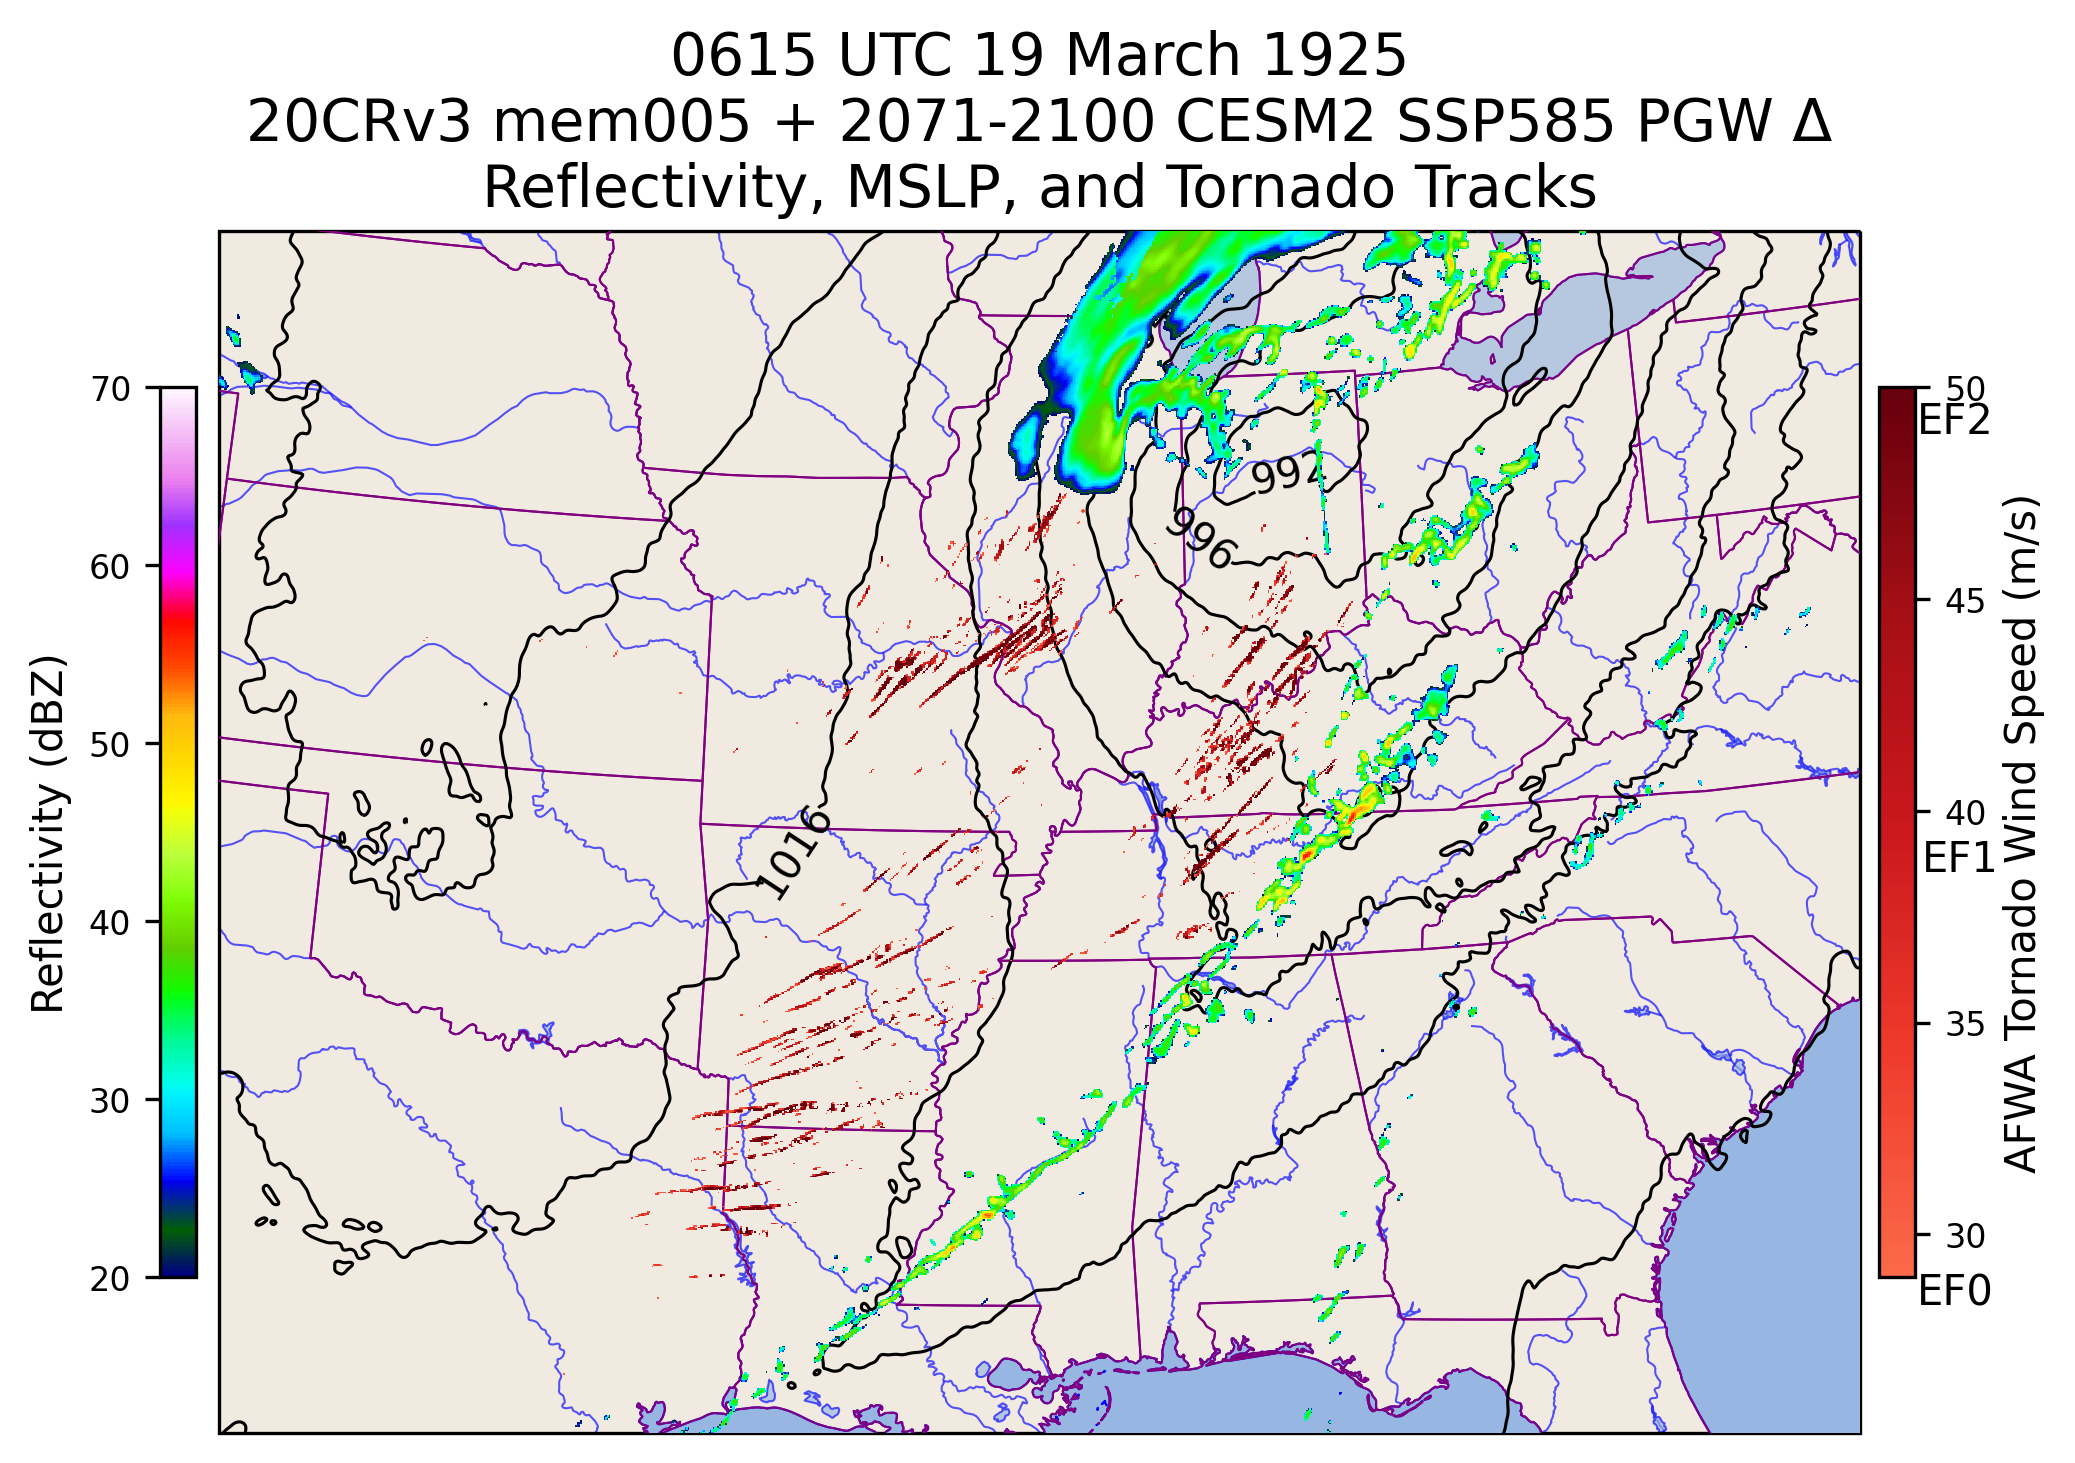 0615 UTC 19 March 1925
20CRv3 mem005 + 2071-2100 CESM2 SSP585 PGW Δ
Reflectivity, MSLP, and Tornado Tracks
70
60
50
40
30
20
Reflectivity (dBZ)
992
996
1016
50
EF2
45
40
EF1
35
30
EF0
AFWA Tornado Wind Speed (m/s)